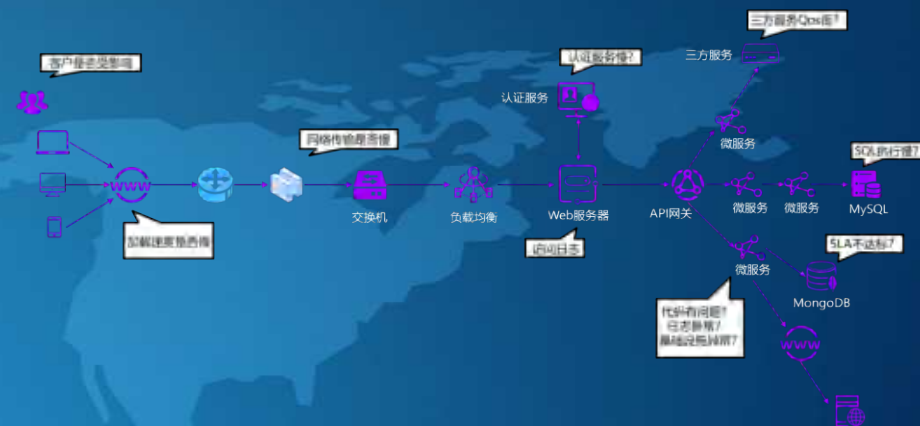 三方服务Qos库?
三方服务
客户是否受影响
认证服务慢?
认证服务
网络传输是否慢
微服务
SQL执行慢?
WWW
交换机
负载均衡
Web服务器
API网关
微服务
微服务
MySQL
加载速度是否慢
访问日志
SLA不达标?
微服务
MongoDB
代码有问题?
日志异常?
基础设施异常?
WWW